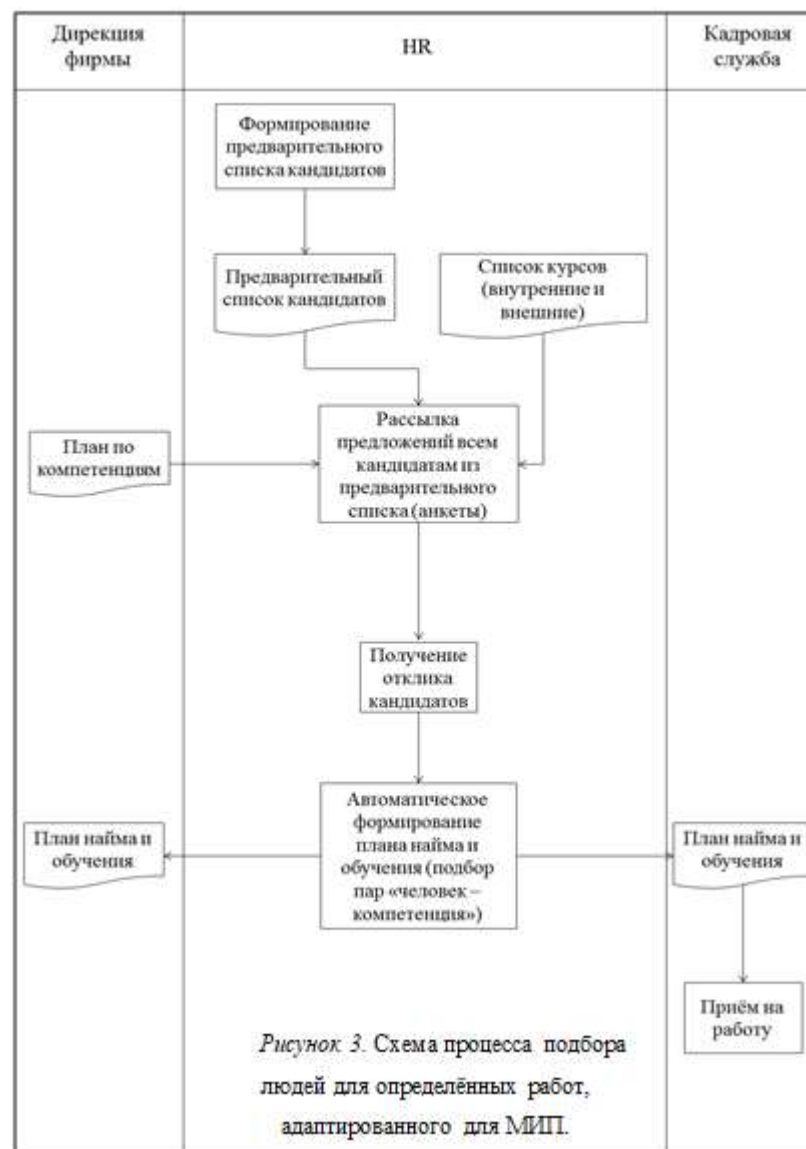 Дирекция
фирмы
HR
Кадровая
служба
Формирование
предварительного
списка кандидатов
Предварительный
список кандидатов
Список курсов
(внутренние и
внешние)
План по
компетенциям
Рассылка
предложений всем
кандидатам из
предварительного
списка (анкеты)
Получение
отклика
кандидатов
План найма и
обучения
Автоматическое
формирование
плана найма и
обучения (подбор
пар «человек –
компетенция»)
План найма и
обучения
Приём на
работу
Рисунок 3. Схема процесса подбора
людей для определённых работ,
адаптированного для МИП.